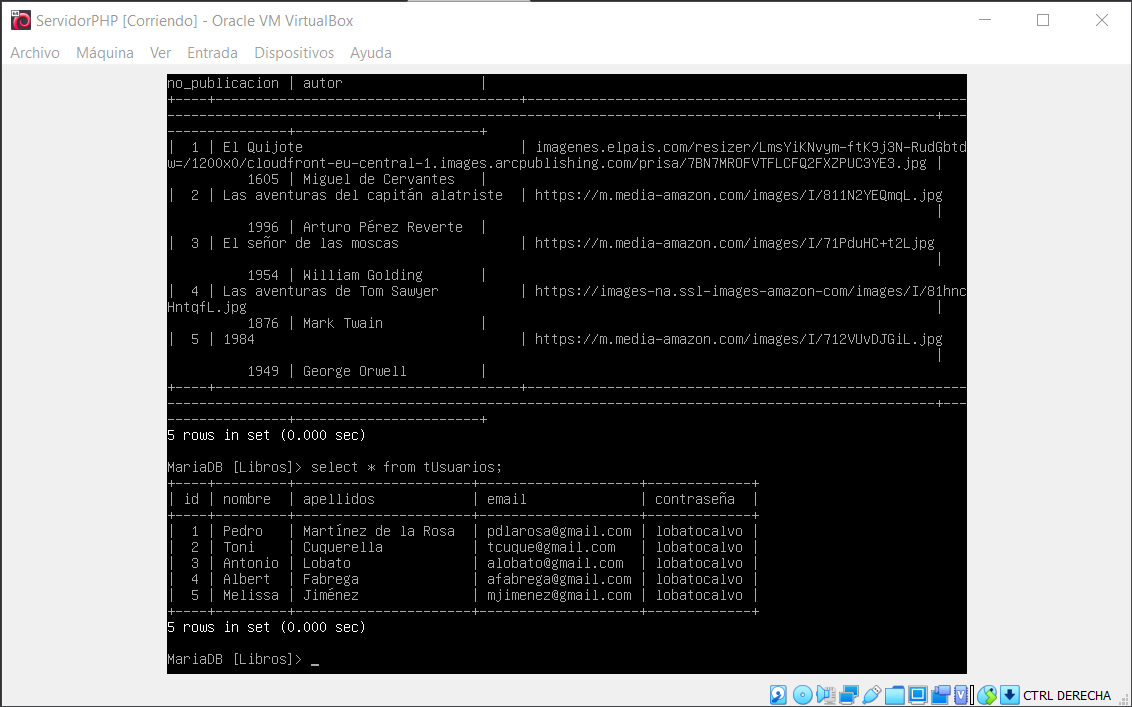 ServidorPHP [Corriendo] - Oracle VM VirtualBox
Archivo Máquina Ver Entrada Dispositivos Ayuda
no_publicacion | autor |
+----+--------------------------------------+-------------------------------------------------------
------------------------------------------------------------------------------------------------+---
---------------+-----------------------+
| 1 | El Quijote | imagenes.elpais.com/resizer/LmsYiKNvym-ftK9j3N-RudGbtd
w=/1200x0/cloudfront-eu-central-1.images.arcpublishing.com/prisa/7BN7MROFVTFLCFQ2FXZPUC3YE3.jpg |
1605 | Miguel de Cervantes |
| 2 | Las aventuras del capitán alatriste | https://m.media-amazon.com/images/I/811N2YEQmqL.jpg
|
1996 | Arturo Pérez Reverte |
| 3 | El señor de las moscas | https://m.media-amazon.com/images/I/71PduHC+t2Ljpg
|
1954 | William Golding |
| 4 | Las aventuras de Tom Sawyer | https://images-na.ssl-images-amazon-com/images/I/81hnc
HntqfL.jpg |
1876 | Mark Twain |
| 5 | 1984 | https://m.media-amazon.com/images/I/712VUvDJGiL.jpg
|
1949 | George Orwell |
+----+--------------------------------------+-------------------------------------------------------
------------------------------------------------------------------------------------------------+---
---------------+-----------------------+
5 rows in set (0.000 sec)
MariaDB [Libros]> select * from tUsuarios;
+----+---------+----------------------+--------------------+-------------+
| id | nombre | apellidos | email | contraseña |
+----+---------+----------------------+--------------------+-------------+
| 1 | Pedro | Martínez de la Rosa | pdlarosa@gmail.com | lobatocalvo |
| 2 | Toni | Cuquerella | tcuque@gmail.com | lobatocalvo |
| 3 | Antonio | Lobato | alobato@gmail.com | lobatocalvo |
| 4 | Albert | Fabrega | afabrega@gmail.com | lobatocalvo |
| 5 | Melissa | Jiménez | mjimenez@gmail.com | lobatocalvo |
+----+---------+----------------------+--------------------+-------------+
5 rows in set (0.000 sec)
MariaDB [Libros]> _
CTRL DERECHA